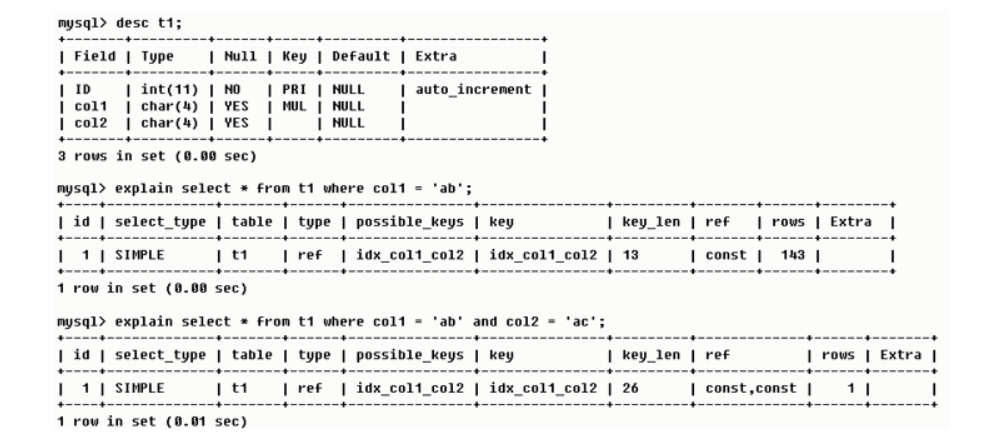 mysql> desc t1;
+-------+---------+------+-----+---------+----------------+
| Field | Type    | Null | Key | Default | Extra          |
+-------+---------+------+-----+---------+----------------+
| ID    | int(11) | NO   | PRI | NULL    | auto_increment |
| col1  | char(4) | YES  | MUL | NULL    |                |
| col2  | char(4) | YES  |     | NULL    |                |
+-------+---------+------+-----+---------+----------------+
3 rows in set (0.00 sec)
mysql> explain select * from t1 where col1 = 'ab';
+----+-------------+-------+------+---------------+---------------+---------+-------+------+-------+
| id | select_type | table | type | possible_keys | key           | key_len | ref   | rows | Extra |
+----+-------------+-------+------+---------------+---------------+---------+-------+------+-------+
|  1 | SIMPLE      | t1    | ref  | idx_col1_col2 | idx_col1_col2 | 13      | const |  143 |       |
+----+-------------+-------+------+---------------+---------------+---------+-------+------+-------+
1 row in set (0.00 sec)
mysql> explain select * from t1 where col1 = 'ab' and col2 = 'ac';
+----+-------------+-------+------+---------------+---------------+---------+-------------+------+-------+
| id | select_type | table | type | possible_keys | key           | key_len | ref         | rows | Extra |
+----+-------------+-------+------+---------------+---------------+---------+-------------+------+-------+
|  1 | SIMPLE      | t1    | ref  | idx_col1_col2 | idx_col1_col2 | 26      | const,const |    1 |       |
+----+-------------+-------+------+---------------+---------------+---------+-------------+------+-------+
1 row in set (0.01 sec)